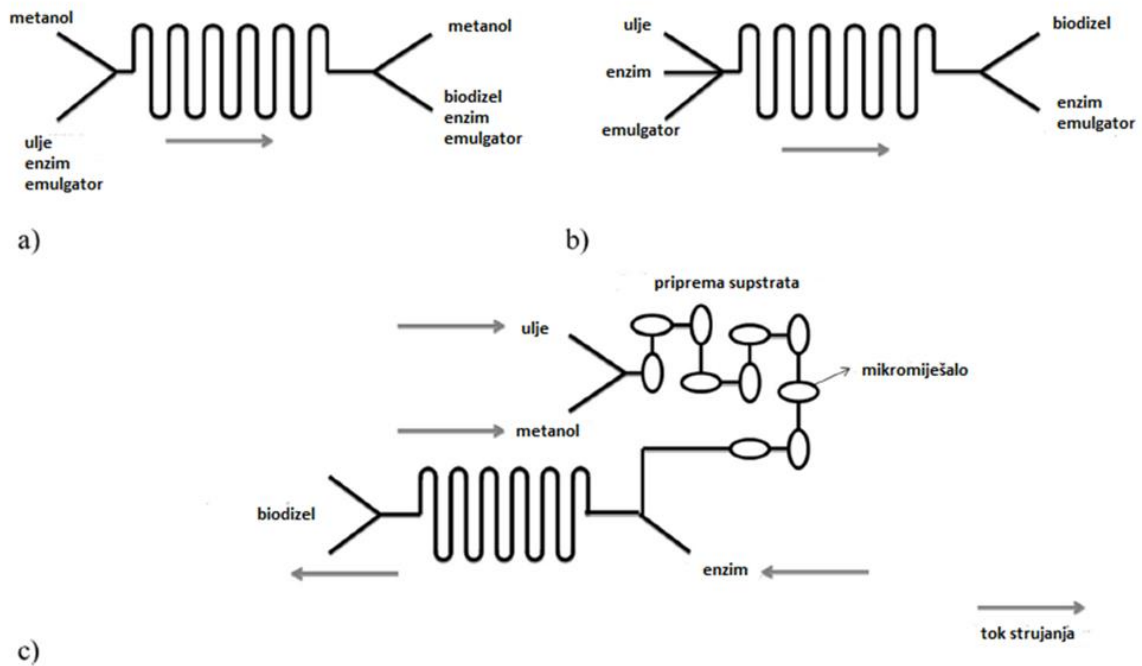 metanol
ulje
enzim
emulgator
metanol
biodizel
enzim
emulgator
a)
ulje
enzim
emulgator
biodizel
enzim
emulgator
b)
priprema supstrata
ulje
mikromiješalo
metanol
biodizel
enzim
tok strujanja
c)